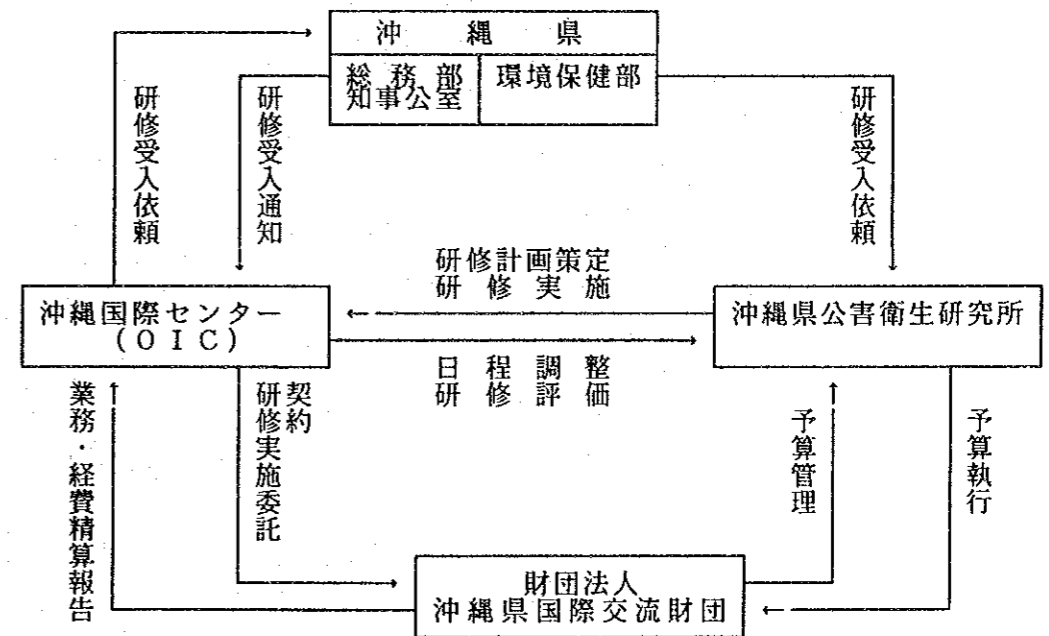 沖縄県
総務部
知事公室
環境保健部
研修受入依頼
研修受入通知
研修受入依頼
研修計画策定
研修実施
沖縄国際センター
(OIC)
沖縄県公害衛生研究所
日程調整
研修評価
業務・経費精算報告
契約
研修実施委託
予算管理
予算執行
財団法人
沖縄県国際交流財団